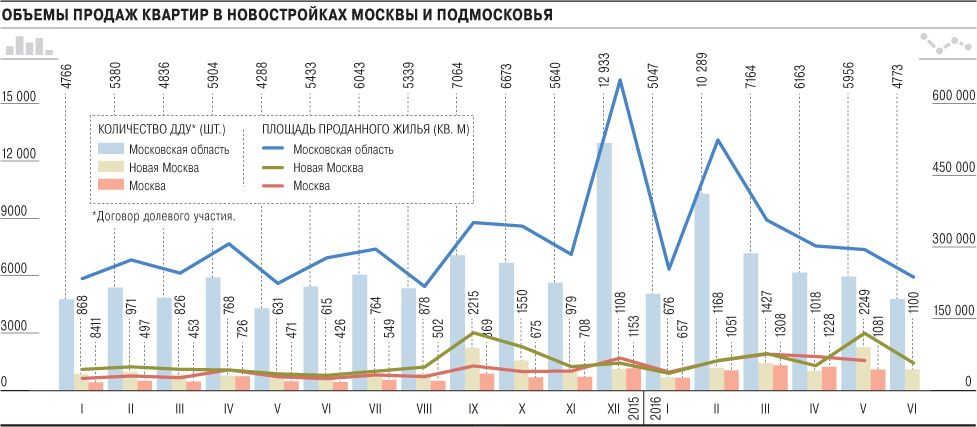 ОБЪЕМЫ ПРОДАЖ КВАРТИР В НОВОСТРОЙКАХ МОСКВЫ И ПОДМОСКОВЬЯ
4766 5380 4836 5904 4288 5433 6043 5339 7064 6673 5640 12 933 5047 10 289 7164 6163 5956 4773
15 000 600 000
КОЛИЧЕСТВО ДДУ* (ШТ.) ПЛОЩАДЬ ПРОДАННОГО ЖИЛЬЯ (КВ. М)
Московская область Московская область
12 000 450 000
Новая Москва Новая Москва
Москва Москва
*Договор долевого участия.
9000 300 000
6000
868 8411 971 497 826 453 768 726 631 471 615 426 764 549 878 502 2215 869 1550 675 979 708 1108 1153 676 657 1168 1051 1427 1308 1018 1228 2249 1081 1100
3000 150 000
0 0
I II III IV V VI VII VIII IX X XI XII 2015 2016 I II III IV V VI